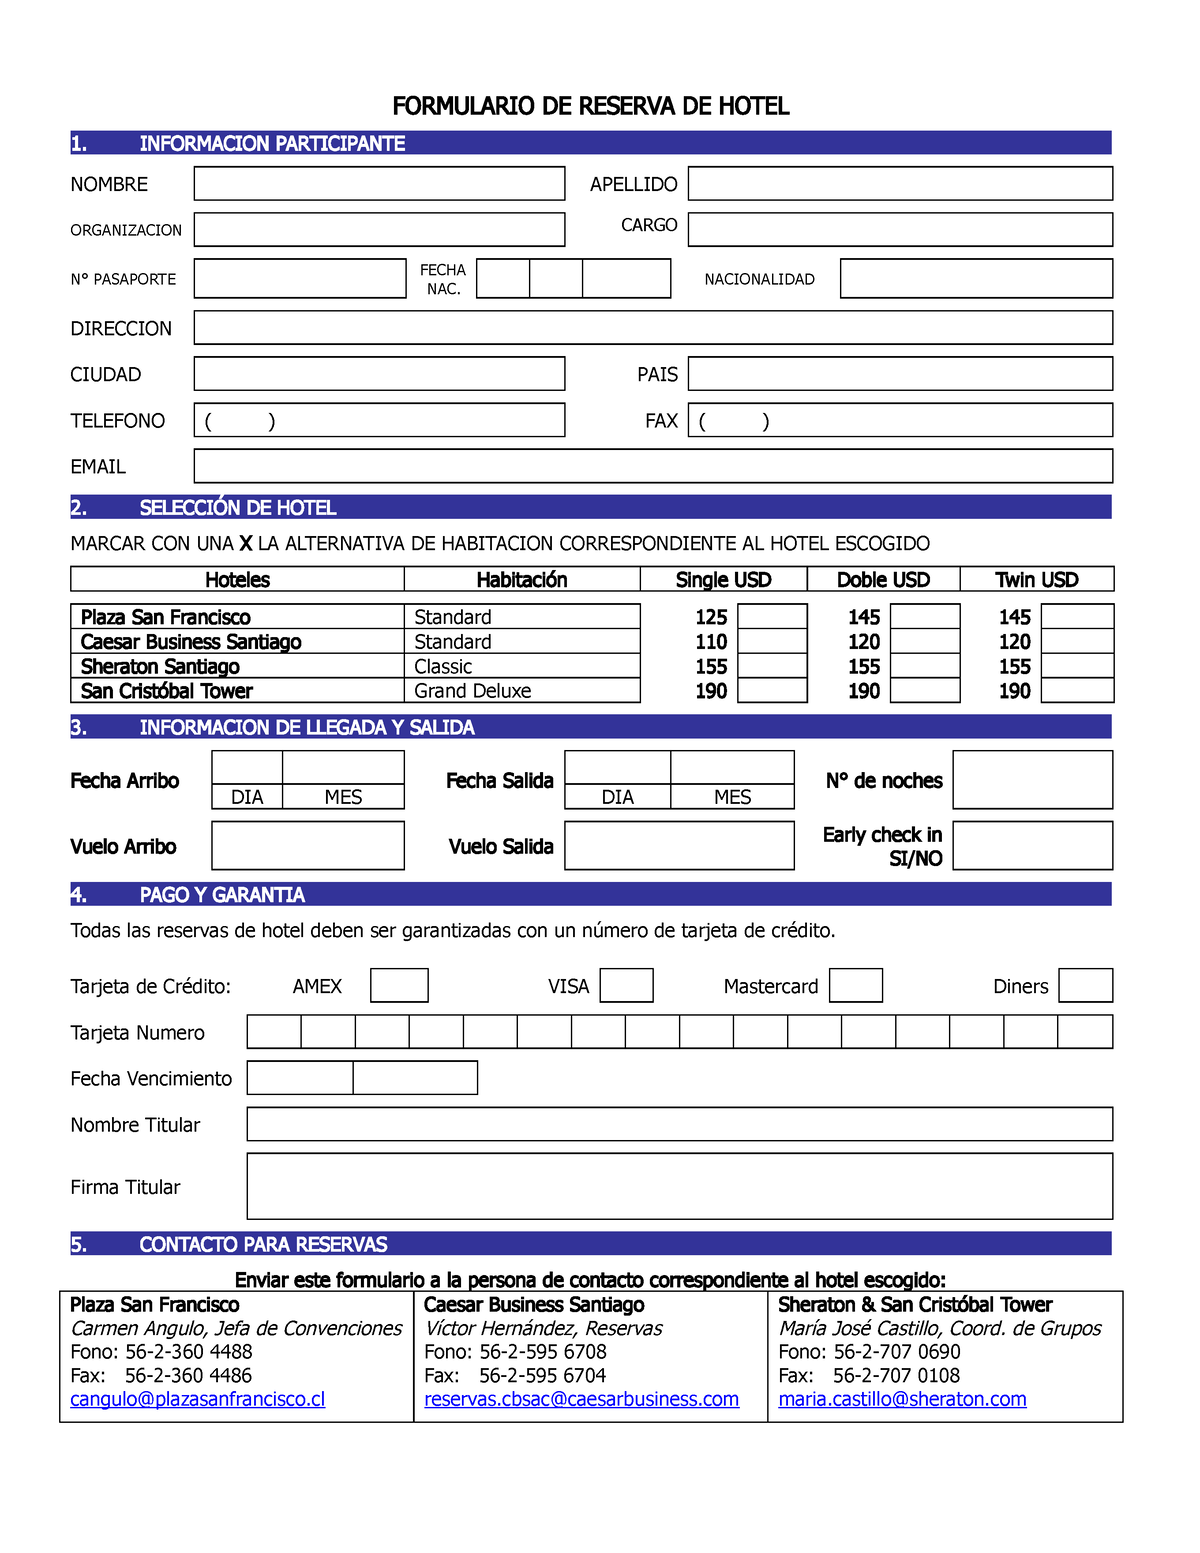 FORMULARIO DE RESERVA DE HOTEL
1. INFORMACION PARTICIPANTE
NOMBRE APELLIDO
ORGANIZACION CARGO
N° PASAPORTE FECHA NAC. NACIONALIDAD
DIRECCION
CIUDAD PAIS
TELEFONO ( ) FAX ( )
EMAIL
2. SELECCIÓN DE HOTEL
MARCAR CON UNA X LA ALTERNATIVA DE HABITACION CORRESPONDIENTE AL HOTEL ESCOGIDO
Hoteles Habitación Single USD Doble USD Twin USD
Plaza San Francisco Standard 125 145 145
Caesar Business Santiago Standard 110 120 120
Sheraton Santiago Classic 155 155 155
San Cristóbal Tower Grand Deluxe 190 190 190
3. INFORMACION DE LLEGADA Y SALIDA
Fecha Arribo Fecha Salida N° de noches
DIA MES DIA MES
Vuelo Arribo Vuelo Salida Early check in SI/NO
4. PAGO Y GARANTIA
Todas las reservas de hotel deben ser garantizadas con un número de tarjeta de crédito.
Tarjeta de Crédito: AMEX VISA Mastercard Diners
Tarjeta Numero
Fecha Vencimiento
Nombre Titular
Firma Titular
5. CONTACTO PARA RESERVAS
Enviar este formulario a la persona de contacto correspondiente al hotel escogido:
Plaza San Francisco
Carmen Angulo, Jefa de Convenciones
Fono: 56-2-360 4488
Fax: 56-2-360 4486
cangulo@plazasanfrancisco.cl
Caesar Business Santiago
Víctor Hernández, Reservas
Fono: 56-2-595 6708
Fax: 56-2-595 6704
reservas.cbsac@caesarbusiness.com
Sheraton & San Cristóbal Tower
María José Castillo, Coord. de Grupos
Fono: 56-2-707 0690
Fax: 56-2-707 0108
maria.castillo@sheraton.com